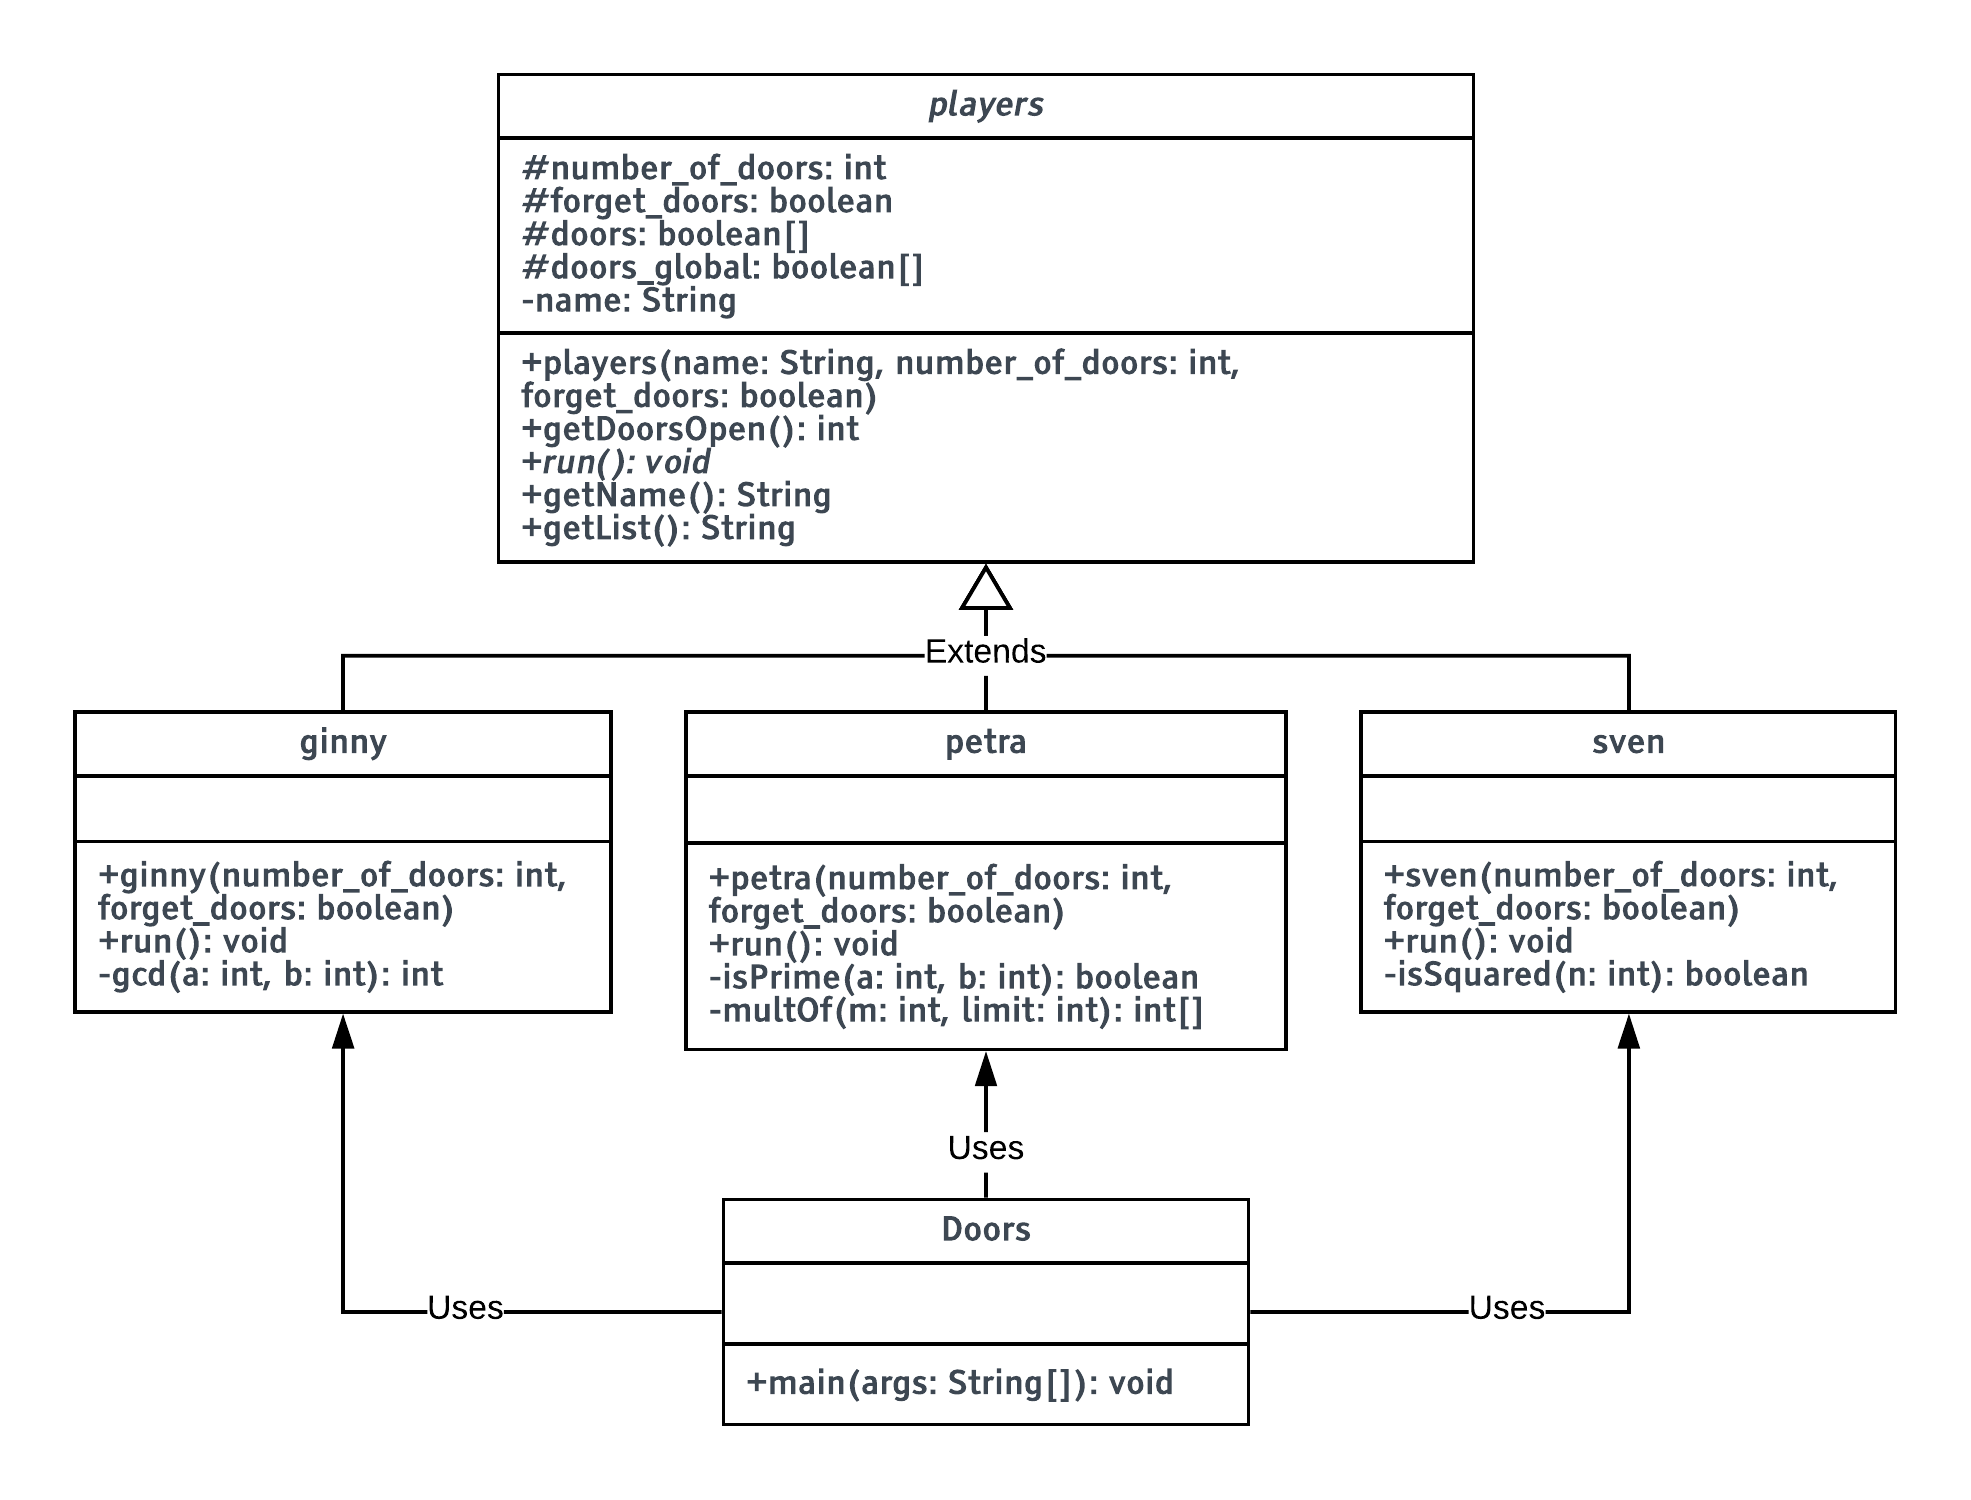 players
#number_of_doors: int
#forget_doors: boolean
#doors: boolean[]
#doors_global: boolean[]
-name: String
+players(name: String, number_of_doors: int,
forget_doors: boolean)
+getDoorsOpen(): int
+run(): void
+getName(): String
+getList(): String
Extends
ginny
+ginny(number_of_doors: int,
forget_doors: boolean)
+run(): void
-gcd(a: int, b: int): int
petra
+petra(number_of_doors: int,
forget_doors: boolean)
+run(): void
-isPrime(a: int, b: int): boolean
-multOf(m: int, limit: int): int[]
sven
+sven(number_of_doors: int,
forget_doors: boolean)
+run(): void
-isSquared(n: int): boolean
Uses
Uses
Uses
Doors
+main(args: String[]): void